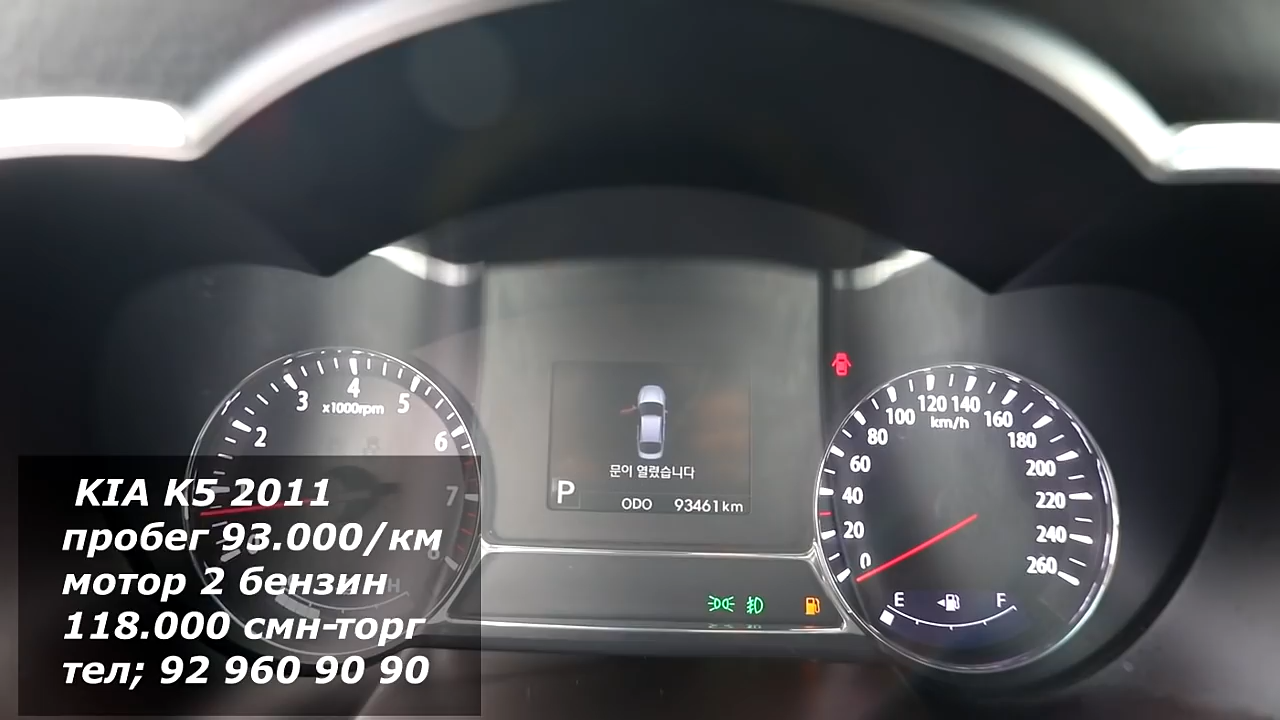 3 4 5
x1000rpm
2 6
7
100 120 140 160
km/h
80 180
60 200
40 220
20 240
0 260
문이 열렸습니다
P ODO 93461 km
E F
H
KIA K5 2011
пробег 93.000/км
мотор 2 бензин
118.000 смн-торг
тел; 92 960 90 90